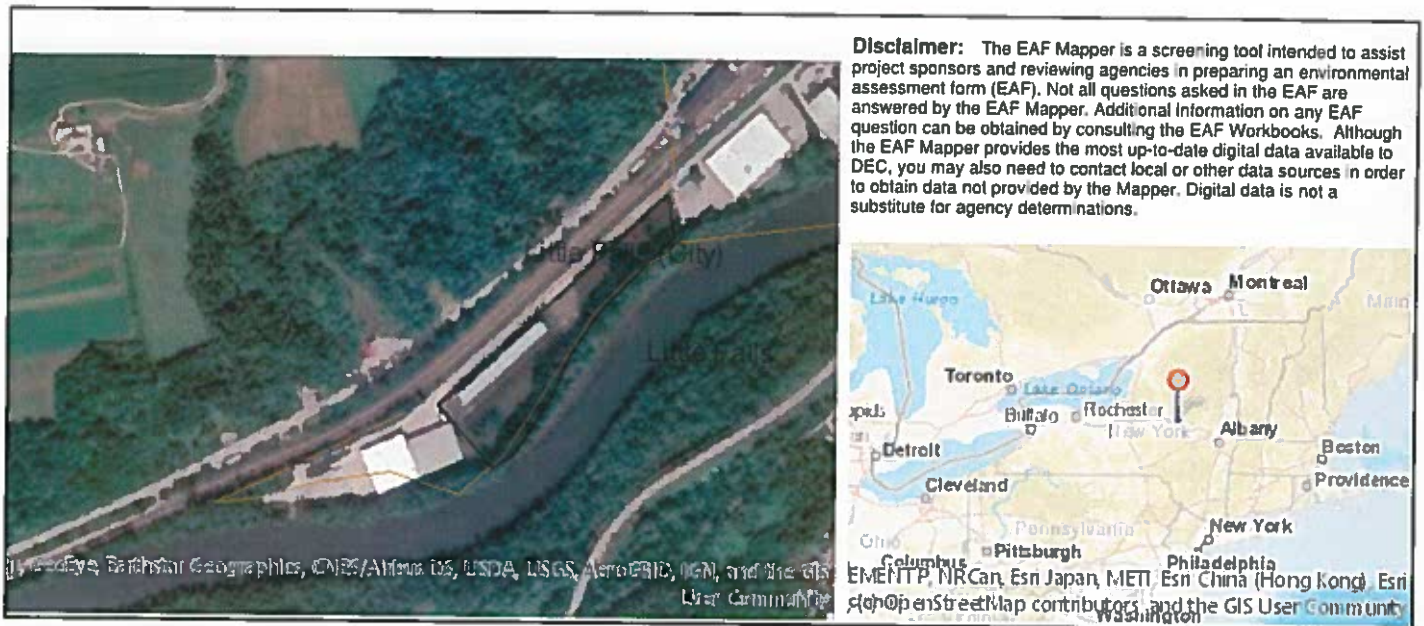 Disclaimer: The EAF Mapper is a screening tool intended to assist
project sponsors and reviewing agencies in preparing an environmental
assessment form (EAF). Not all questions asked in the EAF are
answered by the EAF Mapper. Additional information on any EAF
question can be obtained by consulting the EAF Workbooks. Although
the EAF Mapper provides the most up-to-date digital data available to
DEC, you may also need to contact local or other data sources in order
to obtain data not provided by the Mapper. Digital data is not a
substitute for agency determinations.
(City)
Little Falls
Earthstar Geographics, CNES/Airbus DS, USDA, USGS, AeroGRID, IGN, and the GIS
User Community
Ottawa
Montreal
Main
Toronto
Lake Ontario
Buffalo
Rochester
New York
Albany
Detroit
Boston
Providence
Cleveland
Pennsylvania
New York
Ohio
Columbus
Pittsburgh
Philadelphia
NRCan, Esri Japan, METI, Esri China (Hong Kong), Esri
OpenStreetMap contributors, and the GIS User Community
Washington